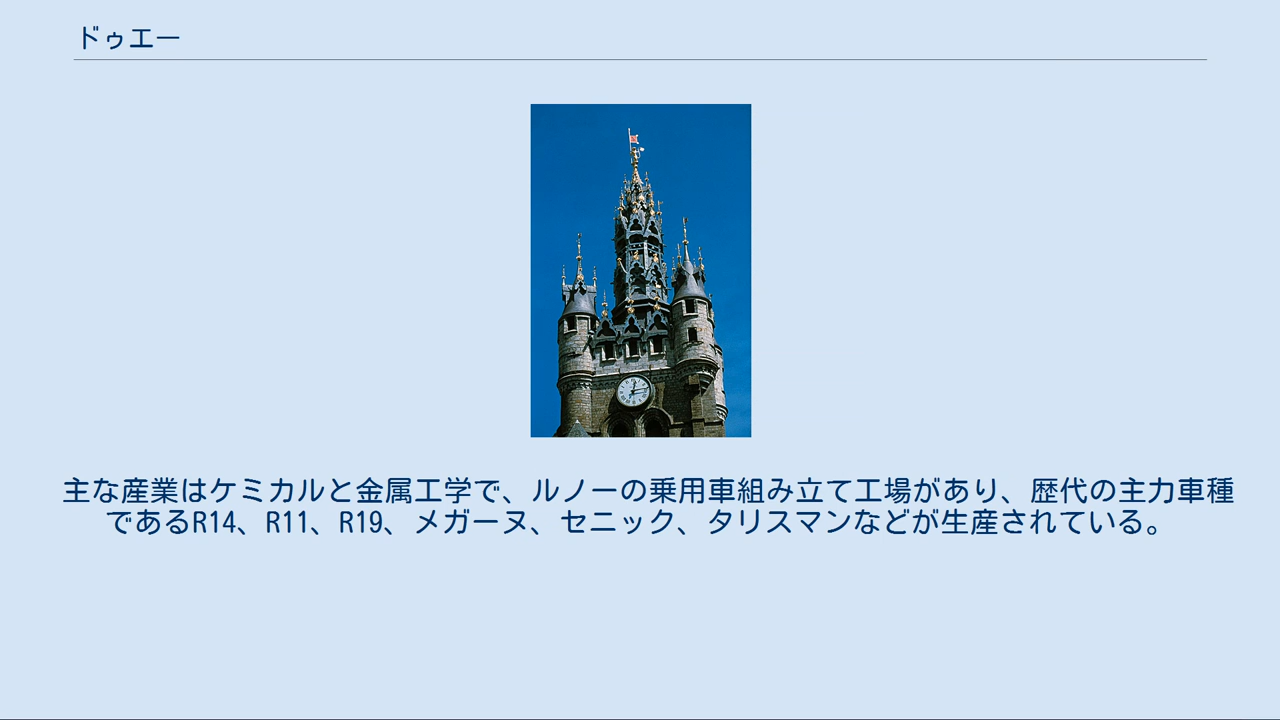 ドゥエー
主な産業はケミカルと金属工学で、ルノーの乗用車組み立て工場があり、歴代の主力車種
であるR14、R11、R19、メガーヌ、セニック、タリスマンなどが生産されている。